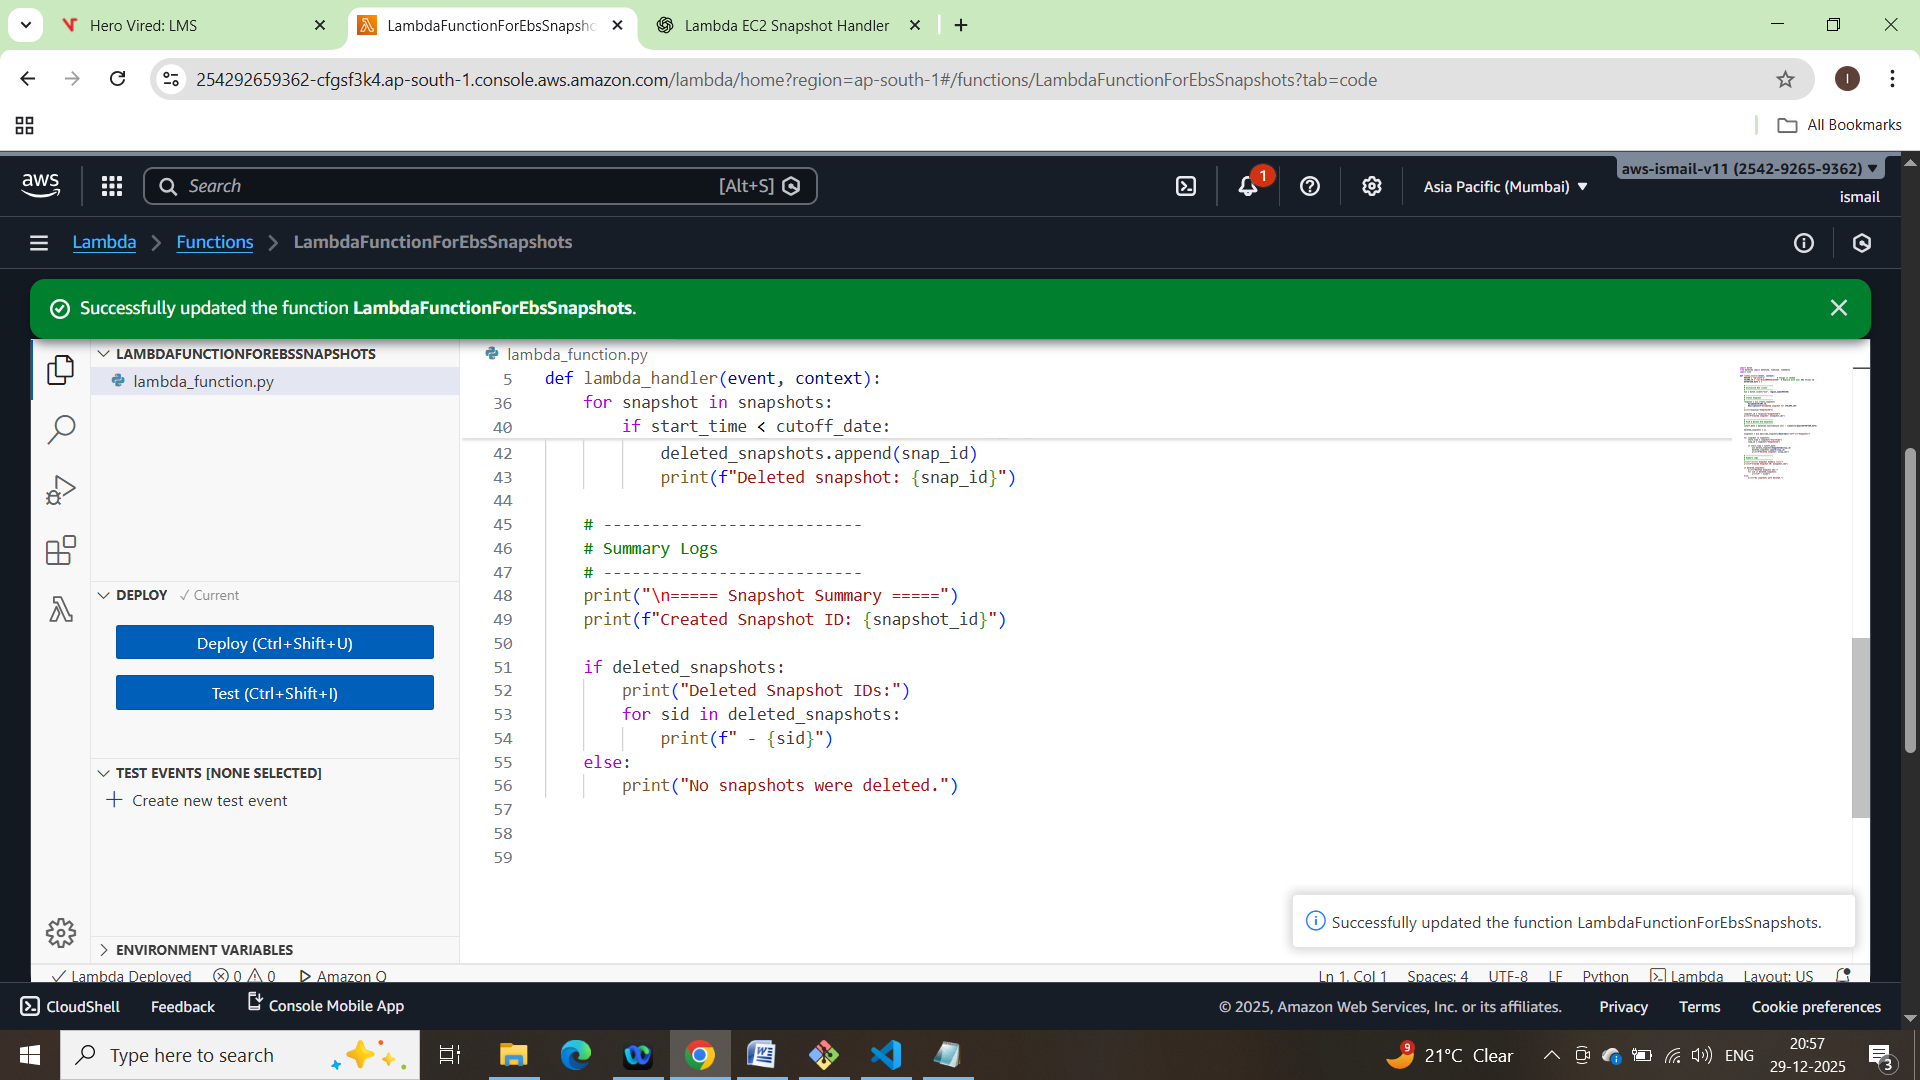 Hero Vired: LMS
LambdaFunctionForEbsSnapsho
Lambda EC2 Snapshot Handler
254292659362-cfgsf3k4.ap-south-1.console.aws.amazon.com/lambda/home?region=ap-south-1#/functions/LambdaFunctionForEbsSnapshots?tab=code
I
All Bookmarks
aws
Search
[Alt+S]
1
Asia Pacific (Mumbai)
aws-ismail-v11 (2542-9265-9362)
ismail
Lambda
Functions
LambdaFunctionForEbsSnapshots
Successfully updated the function LambdaFunctionForEbsSnapshots.
LAMBDAFUNCTIONFOREBSSNAPSHOTS
lambda_function.py
DEPLOY
Current
Deploy (Ctrl+Shift+U)
Test (Ctrl+Shift+I)
TEST EVENTS [NONE SELECTED]
Create new test event
ENVIRONMENT VARIABLES
lambda_function.py
5 def lambda_handler(event, context):
36 for snapshot in snapshots:
40 if start_time < cutoff_date:
42 deleted_snapshots.append(snap_id)
43 print(f"Deleted snapshot: {snap_id}")
44
45 # ---------------------------
46 # Summary Logs
47 # ---------------------------
48 print("\n===== Snapshot Summary =====")
49 print(f"Created Snapshot ID: {snapshot_id}")
50
51 if deleted_snapshots:
52 print("Deleted Snapshot IDs:")
53 for sid in deleted_snapshots:
54 print(f" - {sid}")
55 else:
56 print("No snapshots were deleted.")
57
58
59
Successfully updated the function LambdaFunctionForEbsSnapshots.
Lambda Deployed
0 0
Amazon Q
Ln 1, Col 1
Spaces: 4
UTF-8
LF
Python
Lambda
Layout: US
CloudShell
Feedback
Console Mobile App
© 2025, Amazon Web Services, Inc. or its affiliates.
Privacy
Terms
Cookie preferences
Type here to search
9
21°C Clear
ENG
20:57
29-12-2025
3